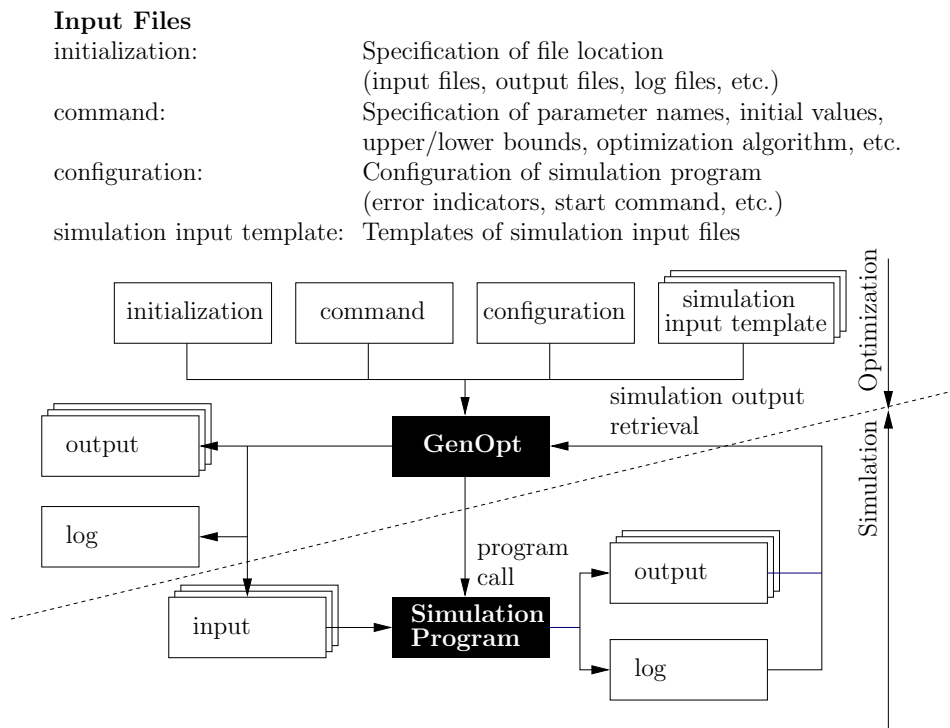 Input Files
initialization: Specification of file location
(input files, output files, log files, etc.)
command: Specification of parameter names, initial values,
upper/lower bounds, optimization algorithm, etc.
configuration: Configuration of simulation program
(error indicators, start command, etc.)
simulation input template: Templates of simulation input files
initialization
command
configuration
simulation
input template
Optimization
simulation output
retrieval
output
GenOpt
Simulation
log
program
call
output
input
Simulation
Program
log